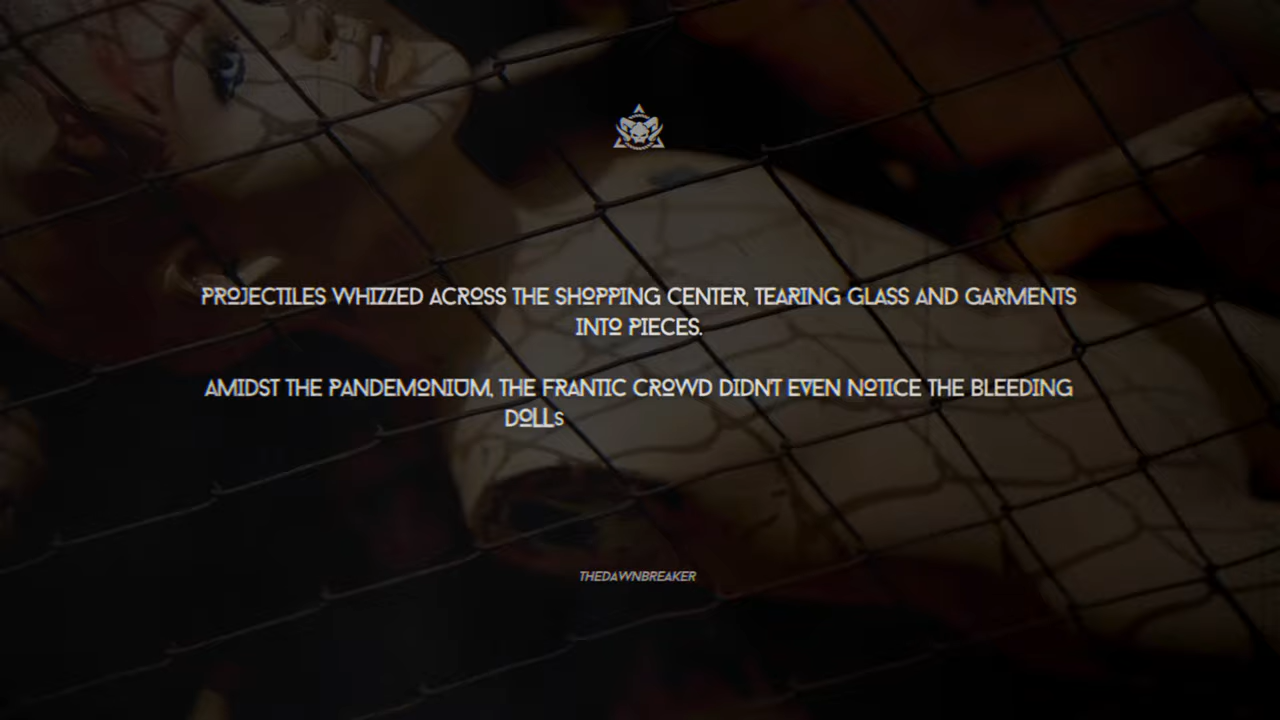 PROJECTILES WHIZZED ACROSS THE SHOPPING CENTER, TEARING GLASS AND GARMENTS
INTO PIECES.
AMIDST THE PANDEMONIUM, THE FRANTIC CROWD DIDN'T EVEN NOTICE THE BLEEDING
DOLLS
THEDAWNBREAKER